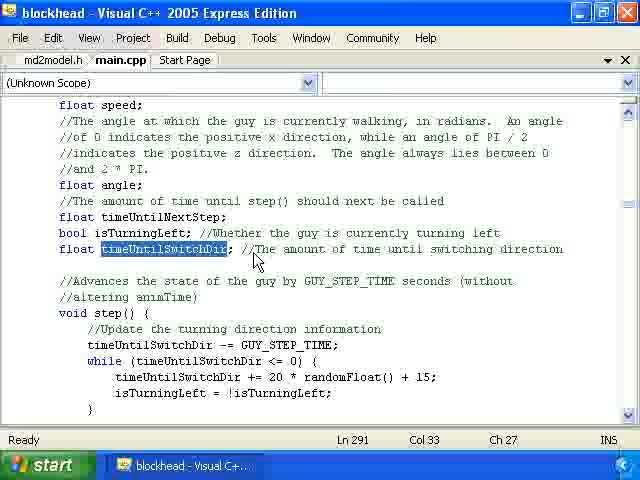 blockhead - Visual C++ 2005 Express Edition
File Edit View Project Build Debug Tools Window Community Help
md2model.h main.cpp Start Page
(Unknown Scope)
float speed;
//The angle at which the guy is currently walking, in radians.  An angle
//of 0 indicates the positive x direction, while an angle of PI / 2
//indicates the positive z direction.  The angle always lies between 0
//and 2 * PI.
float angle;
//The amount of time until step() should next be called
float timeUntilNextStep;
bool isTurningLeft; //Whether the guy is currently turning left
float timeUntilSwitchDir; //The amount of time until switching direction
//Advances the state of the guy by GUY_STEP_TIME seconds (without
//altering animTime)
void step() {
//Update the turning direction information
timeUntilSwitchDir -= GUY_STEP_TIME;
while (timeUntilSwitchDir <= 0) {
timeUntilSwitchDir += 20 * randomFloat() + 15;
isTurningLeft = !isTurningLeft;
}
Ready Ln 291 Col 33 Ch 27 INS
start blockhead - Visual C++...